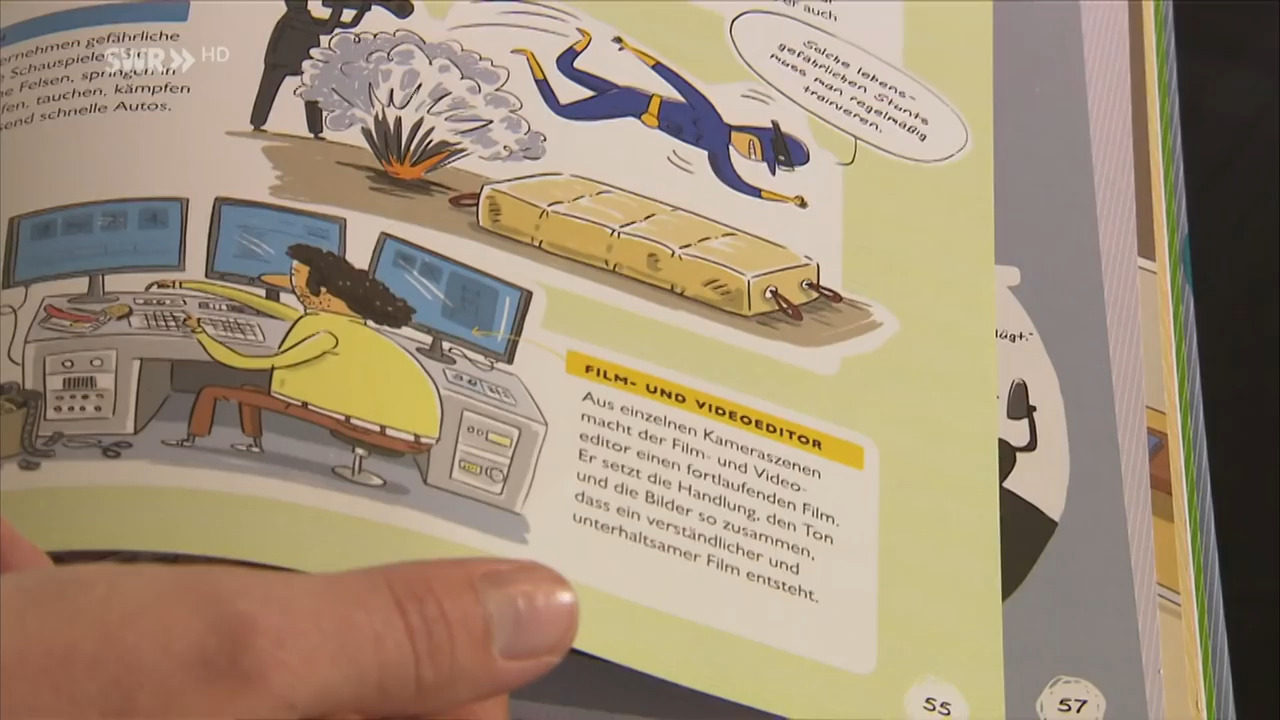 er auch
ernehmen gefährliche
Schauspieler
e Felsen, springen in
fen, tauchen, kämpfen
send schnelle Autos.
SWR HD
Solche lebens-
gefährlichen Stunts
muss man regelmäßig
trainieren.
FILM- UND VIDEOEDITOR
Aus einzelnen Kameraszenen
macht der Film- und Video-
editor einen fortlaufenden Film.
Er setzt die Handlung, den Ton
und die Bilder so zusammen,
dass ein verständlicher und
unterhaltsamer Film entsteht.
55
57